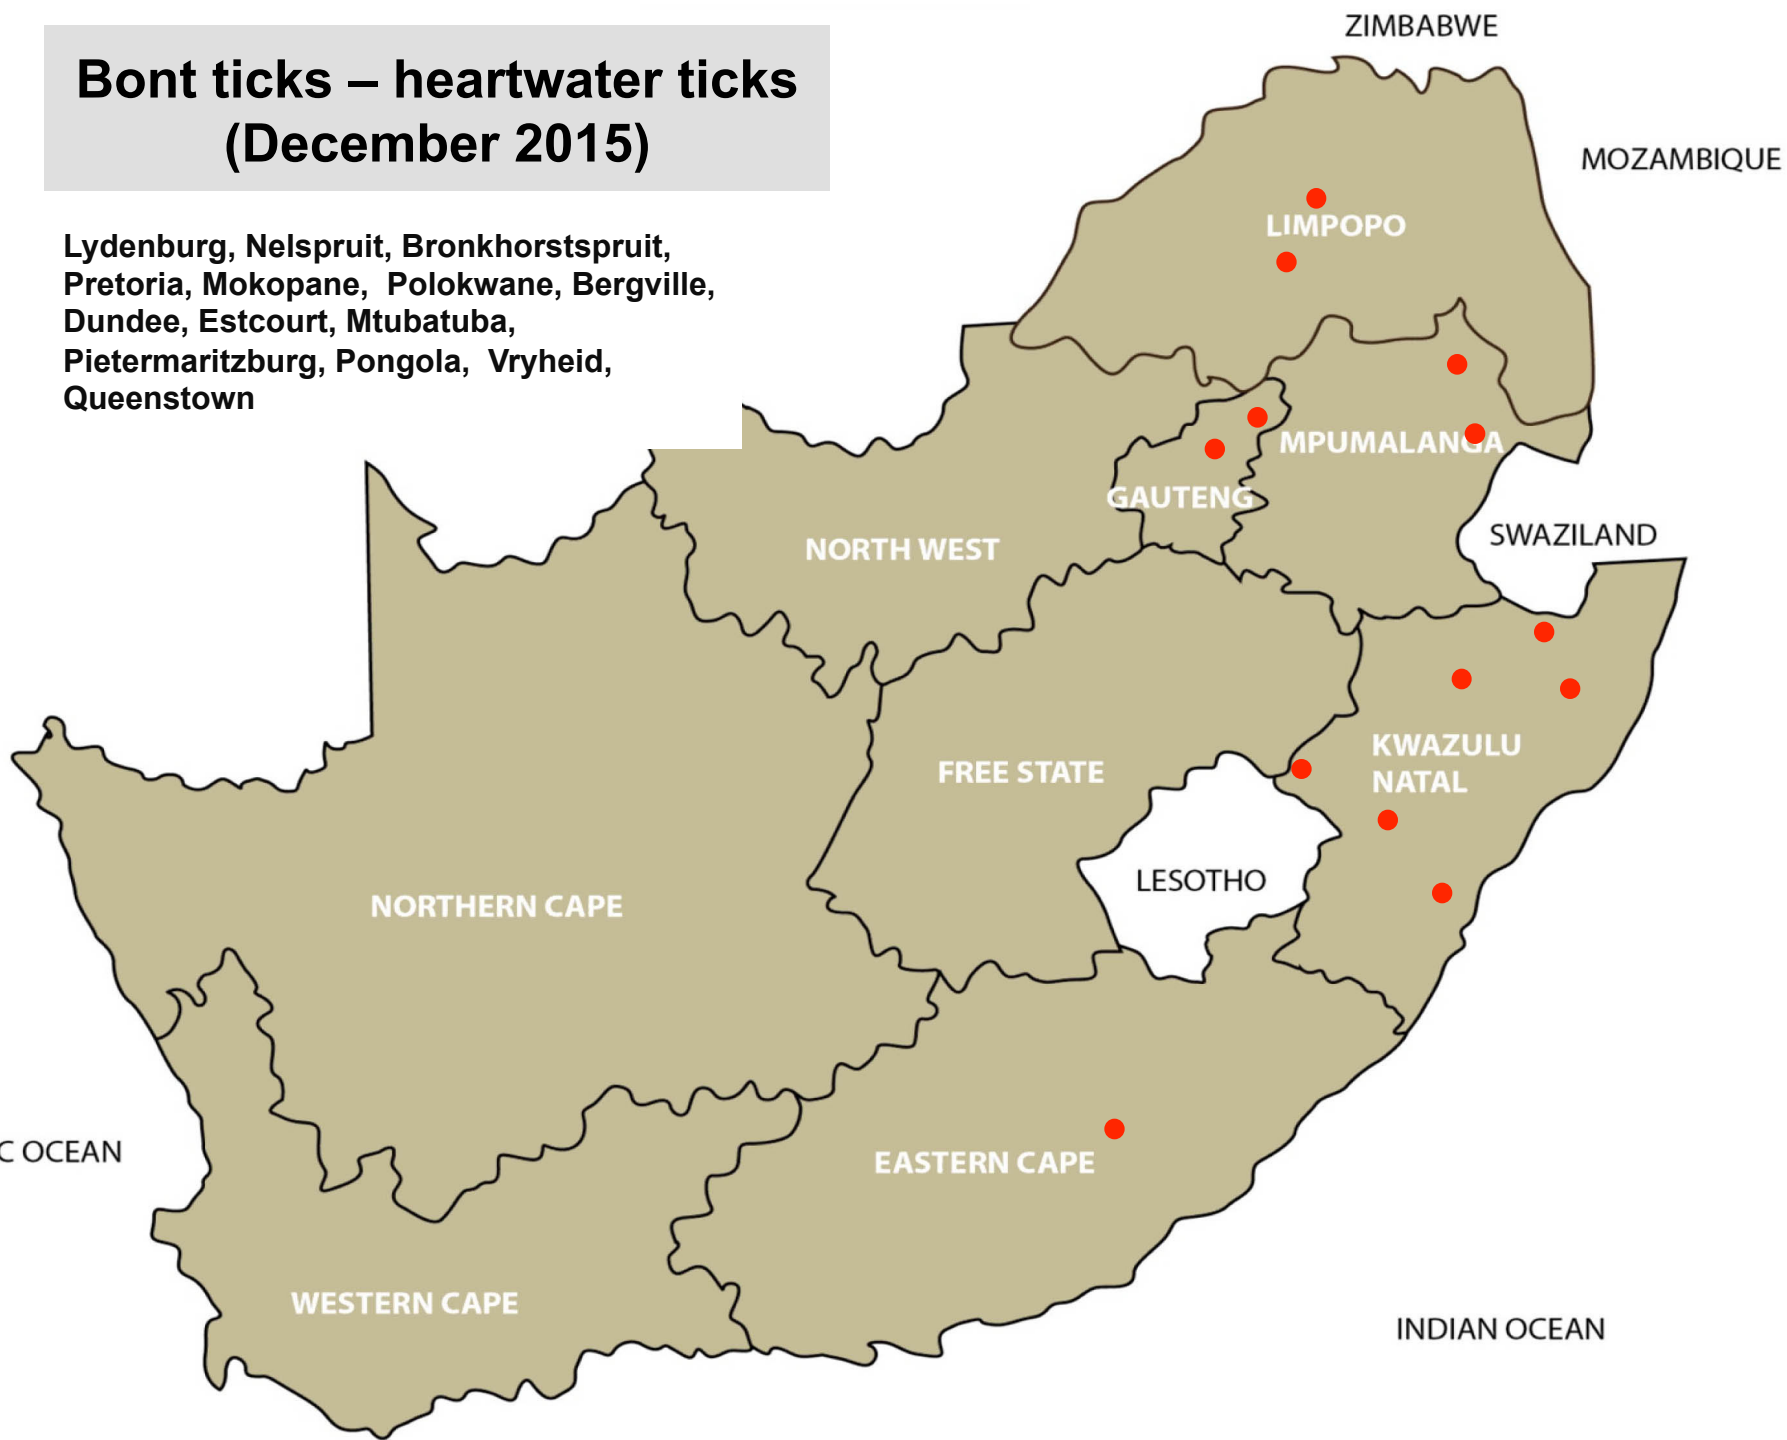 Bont ticks – heartwater ticks
(December 2015)
Lydenburg, Nelspruit, Bronkhorstspruit,
Pretoria, Mokopane,  Polokwane, Bergville,
Dundee, Estcourt, Mtubatuba,
Pietermaritzburg, Pongola,  Vryheid,
Queenstown
ZIMBABWE
MOZAMBIQUE
LIMPOPO
MPUMALANGA
GAUTENG
SWAZILAND
NORTH WEST
KWAZULU
NATAL
FREE STATE
LESOTHO
NORTHERN CAPE
C OCEAN
EASTERN CAPE
WESTERN CAPE
INDIAN OCEAN